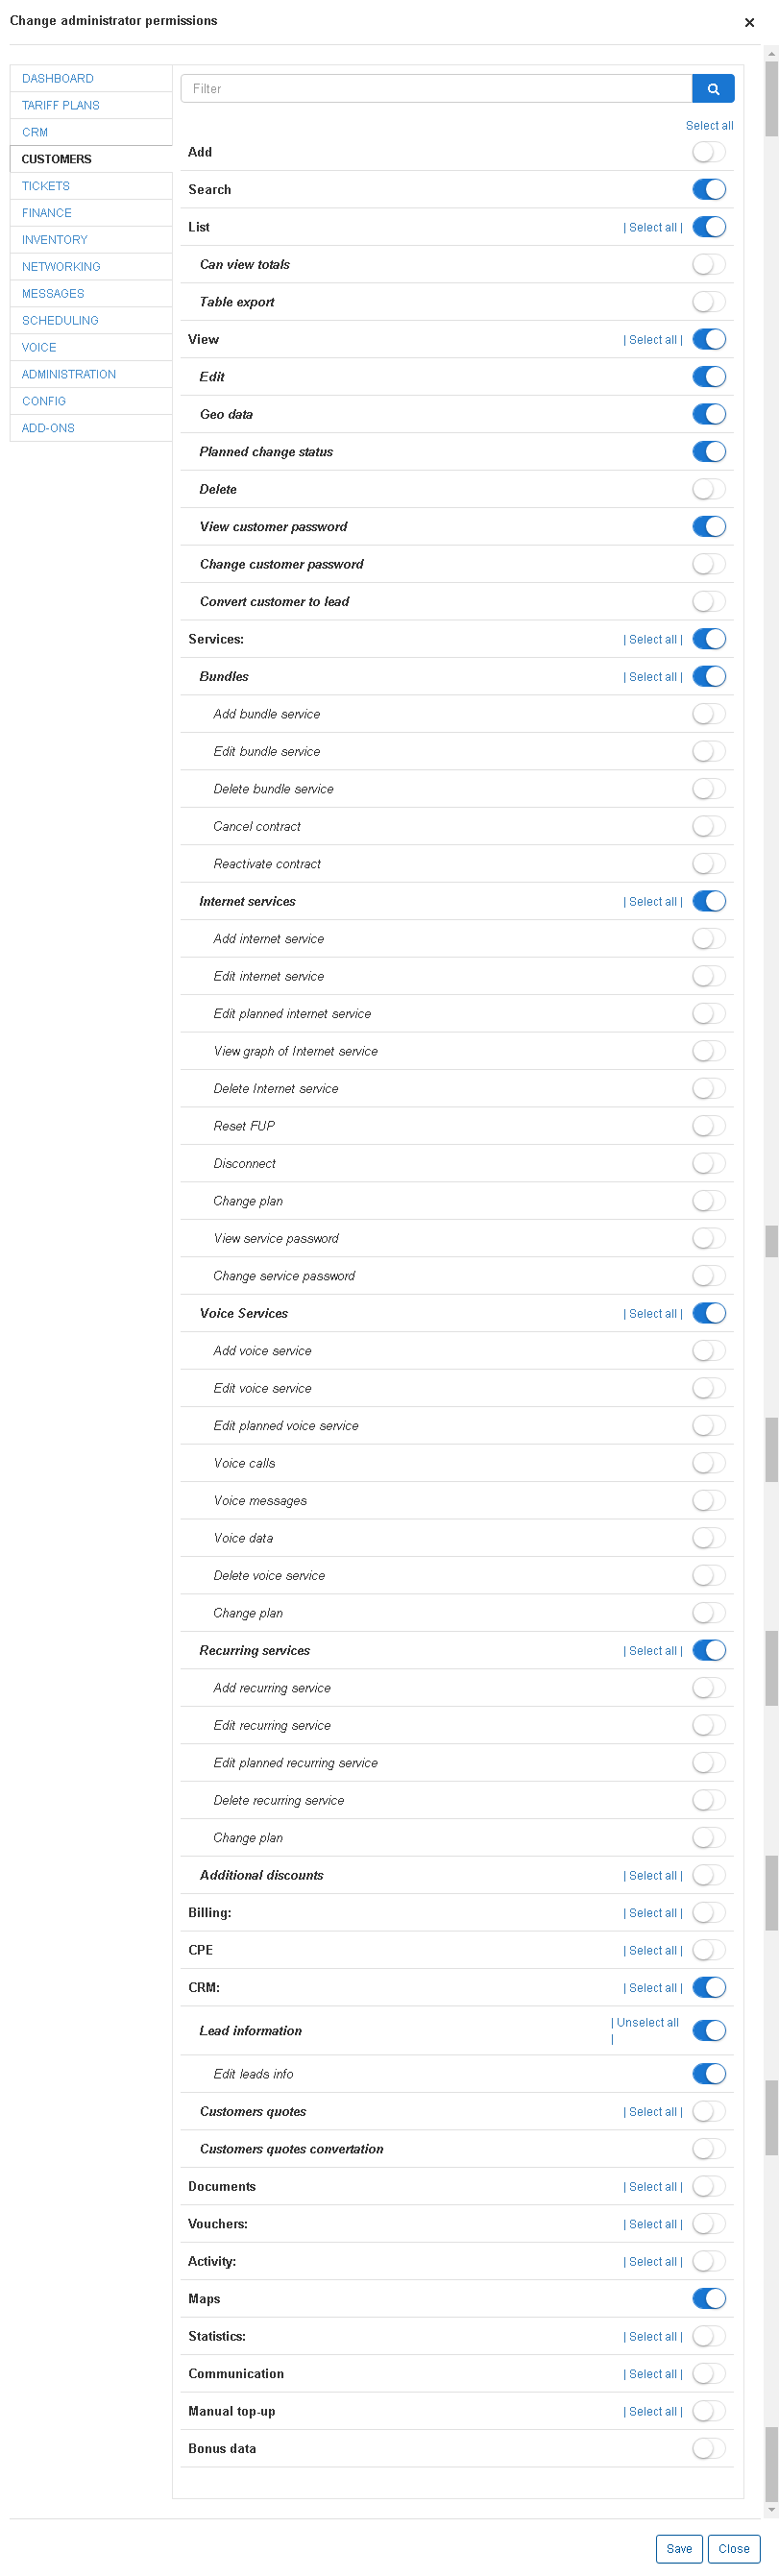 Change administrator permissions
×
DASHBOARD
TARIFF PLANS
CRM
CUSTOMERS
TICKETS
FINANCE
INVENTORY
NETWORKING
MESSAGES
SCHEDULING
VOICE
ADMINISTRATION
CONFIG
ADD-ONS
Filter
Select all
Add
Search
List | Select all |
Can view totals
Table export
View | Select all |
Edit
Geo data
Planned change status
Delete
View customer password
Change customer password
Convert customer to lead
Services: | Select all |
Bundles | Select all |
Add bundle service
Edit bundle service
Delete bundle service
Cancel contract
Reactivate contract
Internet services | Select all |
Add internet service
Edit internet service
Edit planned internet service
View graph of Internet service
Delete Internet service
Reset FUP
Disconnect
Change plan
View service password
Change service password
Voice Services | Select all |
Add voice service
Edit voice service
Edit planned voice service
Voice calls
Voice messages
Voice data
Delete voice service
Change plan
Recurring services | Select all |
Add recurring service
Edit recurring service
Edit planned recurring service
Delete recurring service
Change plan
Additional discounts | Select all |
Billing: | Select all |
CPE | Select all |
CRM: | Select all |
Lead information | Unselect all
|
Edit leads info
Customers quotes | Select all |
Customers quotes convertation
Documents | Select all |
Vouchers: | Select all |
Activity: | Select all |
Maps
Statistics: | Select all |
Communication | Select all |
Manual top-up | Select all |
Bonus data
Save Close